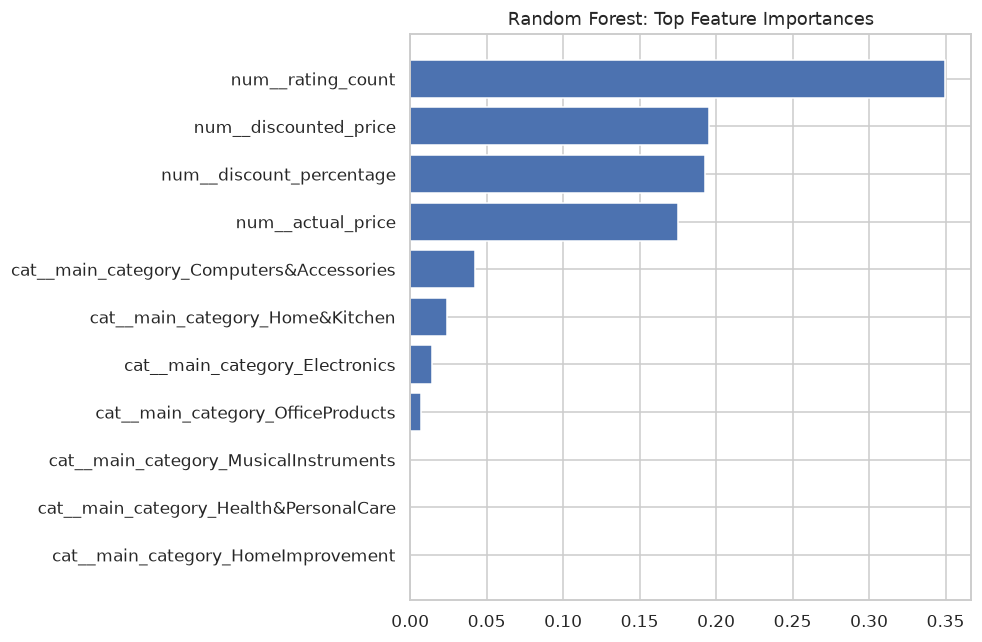 Random Forest: Top Feature Importances
num__rating_count
num__discounted_price
num__discount_percentage
num__actual_price
cat__main_category_Computers&Accessories
cat__main_category_Home&Kitchen
cat__main_category_Electronics
cat__main_category_OfficeProducts
cat__main_category_MusicalInstruments
cat__main_category_Health&PersonalCare
cat__main_category_HomeImprovement
0.00 0.05 0.10 0.15 0.20 0.25 0.30 0.35